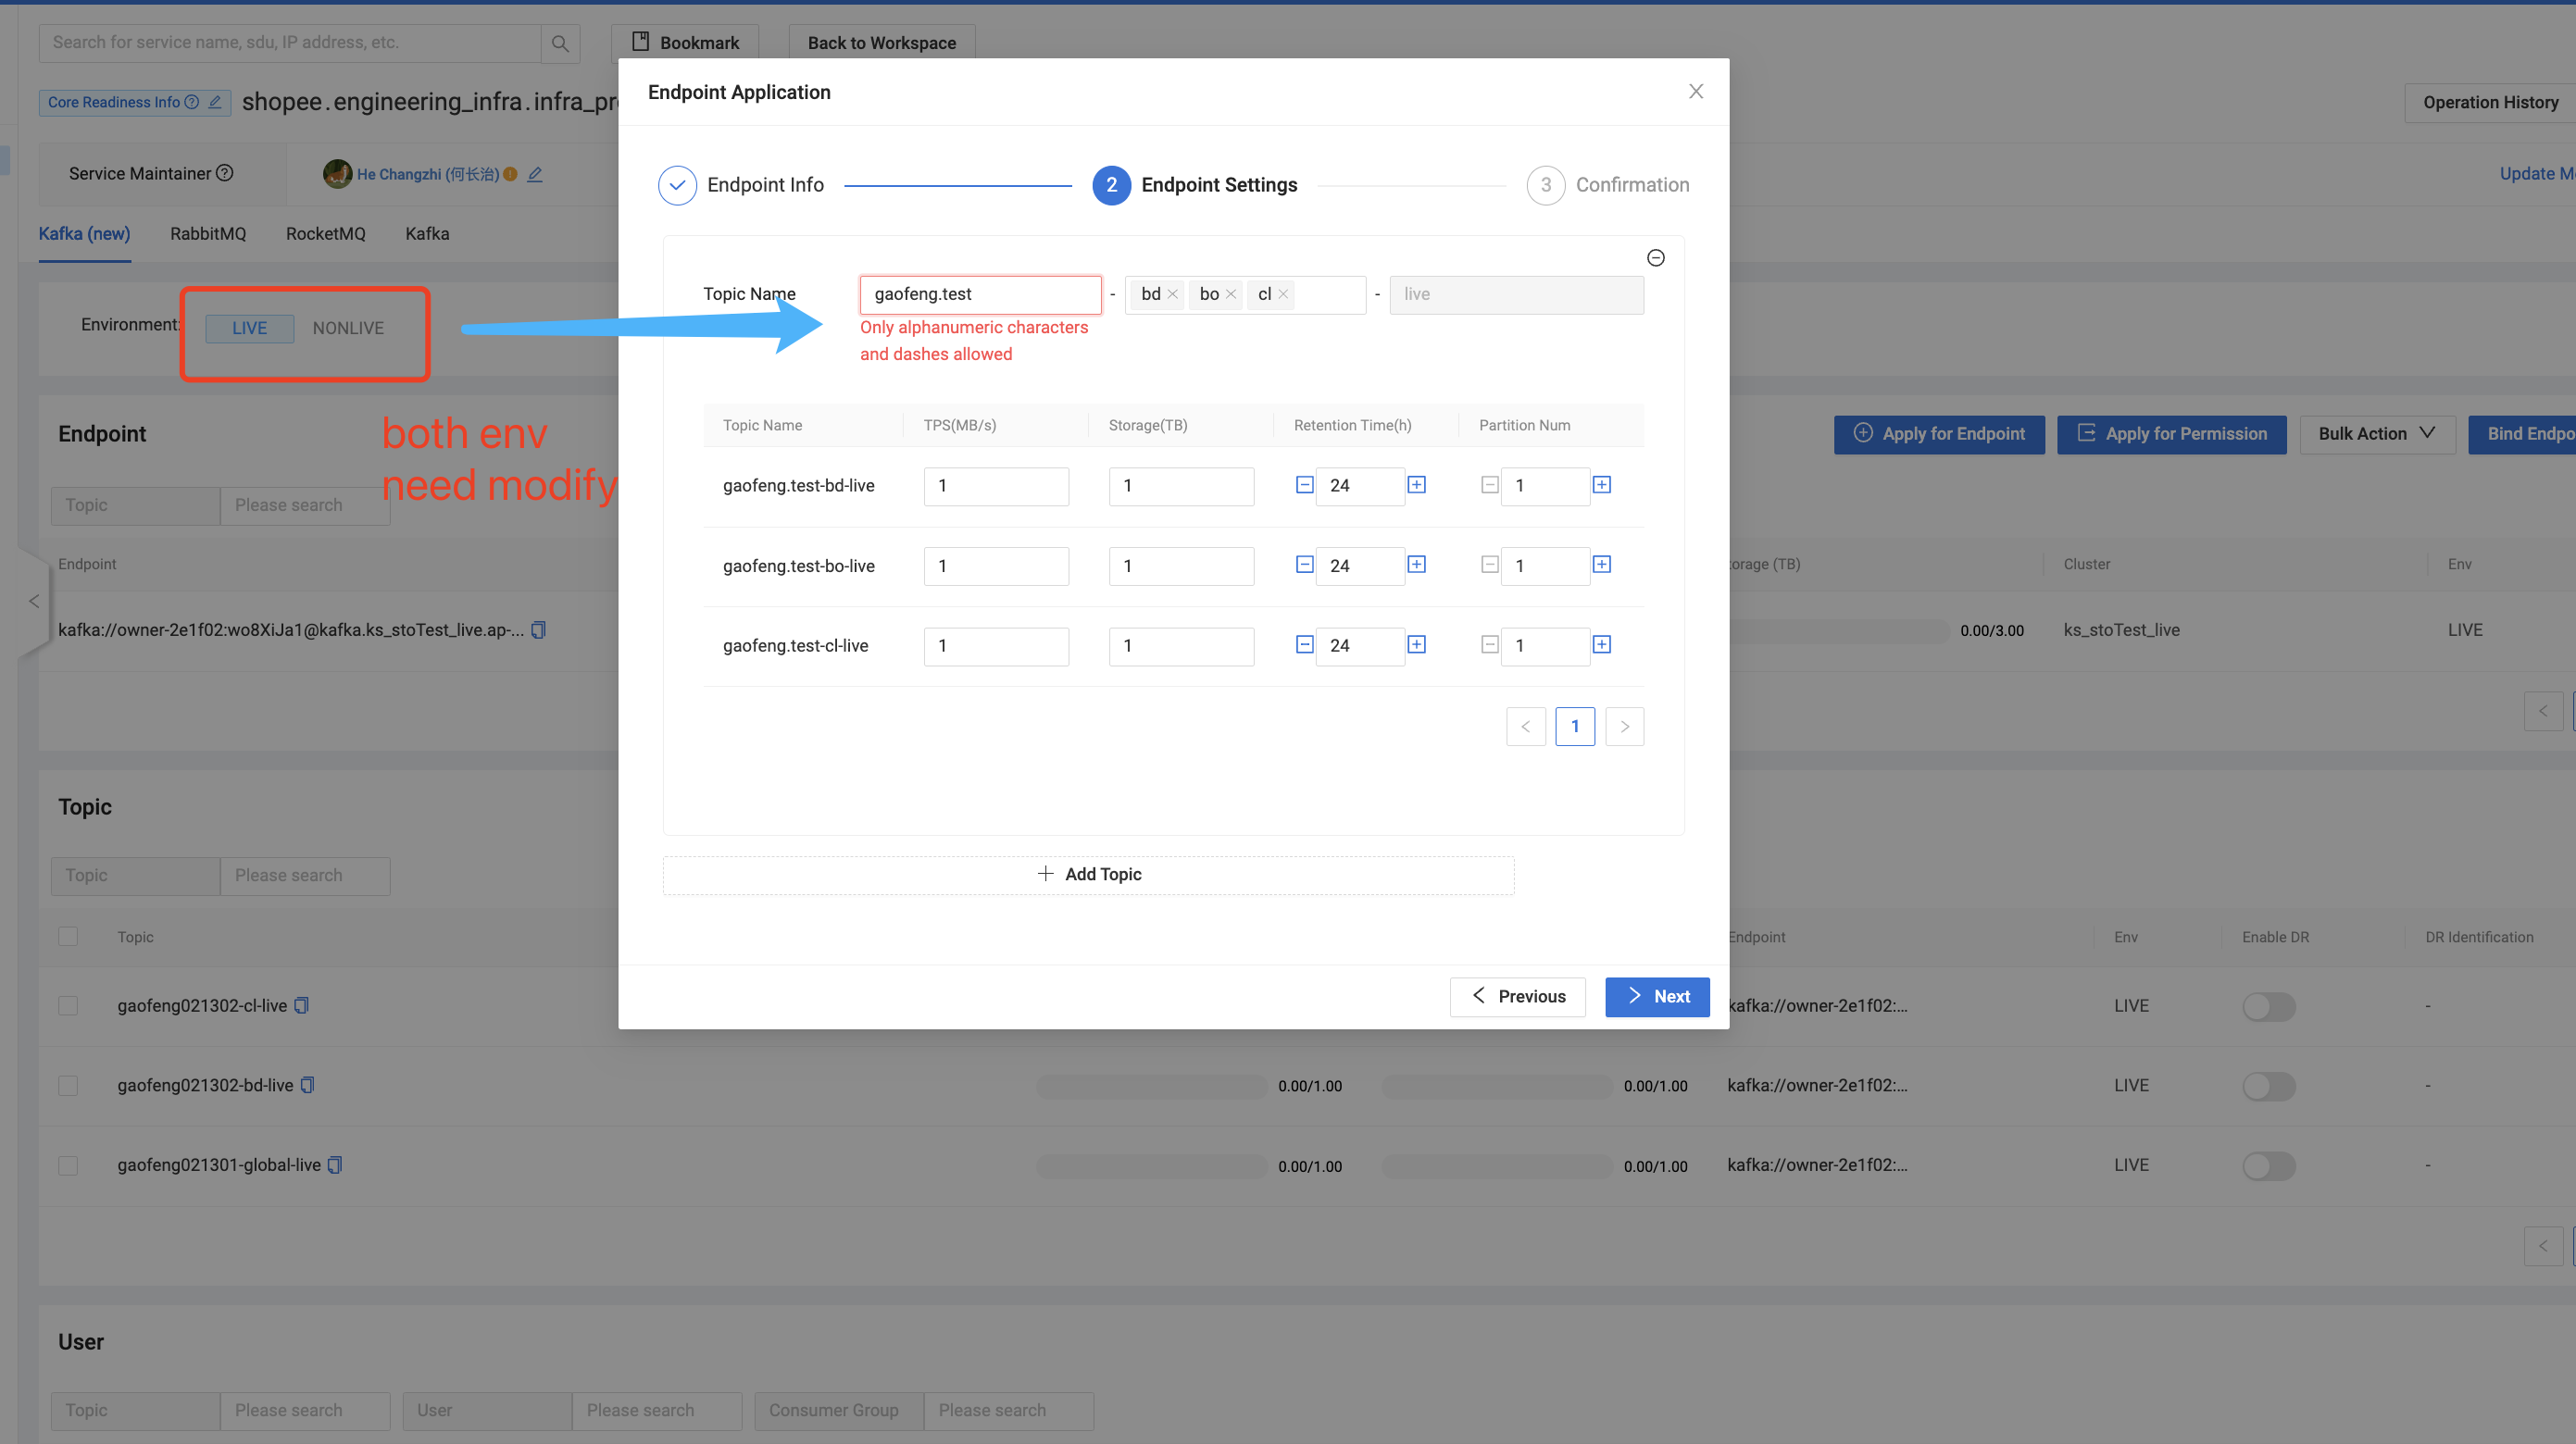 Search for service name, sdu, IP address, etc.
Bookmark
Back to Workspace
Core Readiness Info
shopee.engineering_infra.infra_pr
Operation History
Service Maintainer
He Changzhi (何长治)
Update M
Kafka (new)
RabbitMQ
RocketMQ
Kafka
Environment:
LIVE
NONLIVE
both env
need modify
Endpoint
Apply for Endpoint
Apply for Permission
Bulk Action
Bind Endpo
Topic
Please search
Endpoint
torage (TB)
Cluster
Env
kafka://owner-2e1f02:wo8XiJa1@kafka.ks_stoTest_live.ap-...
0.00/3.00
ks_stoTest_live
LIVE
Endpoint Application
Endpoint Info
2
Endpoint Settings
3
Confirmation
Topic Name
gaofeng.test
-
bd
bo
cl
-
live
Only alphanumeric characters
and dashes allowed
Topic Name
TPS(MB/s)
Storage(TB)
Retention Time(h)
Partition Num
gaofeng.test-bd-live
1
1
24
1
gaofeng.test-bo-live
1
1
24
1
gaofeng.test-cl-live
1
1
24
1
1
Add Topic
Previous
Next
Topic
Topic
Please search
Topic
Endpoint
Env
Enable DR
DR Identification
gaofeng021302-cl-live
kafka://owner-2e1f02:...
LIVE
-
gaofeng021302-bd-live
0.00/1.00
0.00/1.00
kafka://owner-2e1f02:...
LIVE
-
gaofeng021301-global-live
0.00/1.00
0.00/1.00
kafka://owner-2e1f02:...
LIVE
-
User
Topic
Please search
User
Please search
Consumer Group
Please search